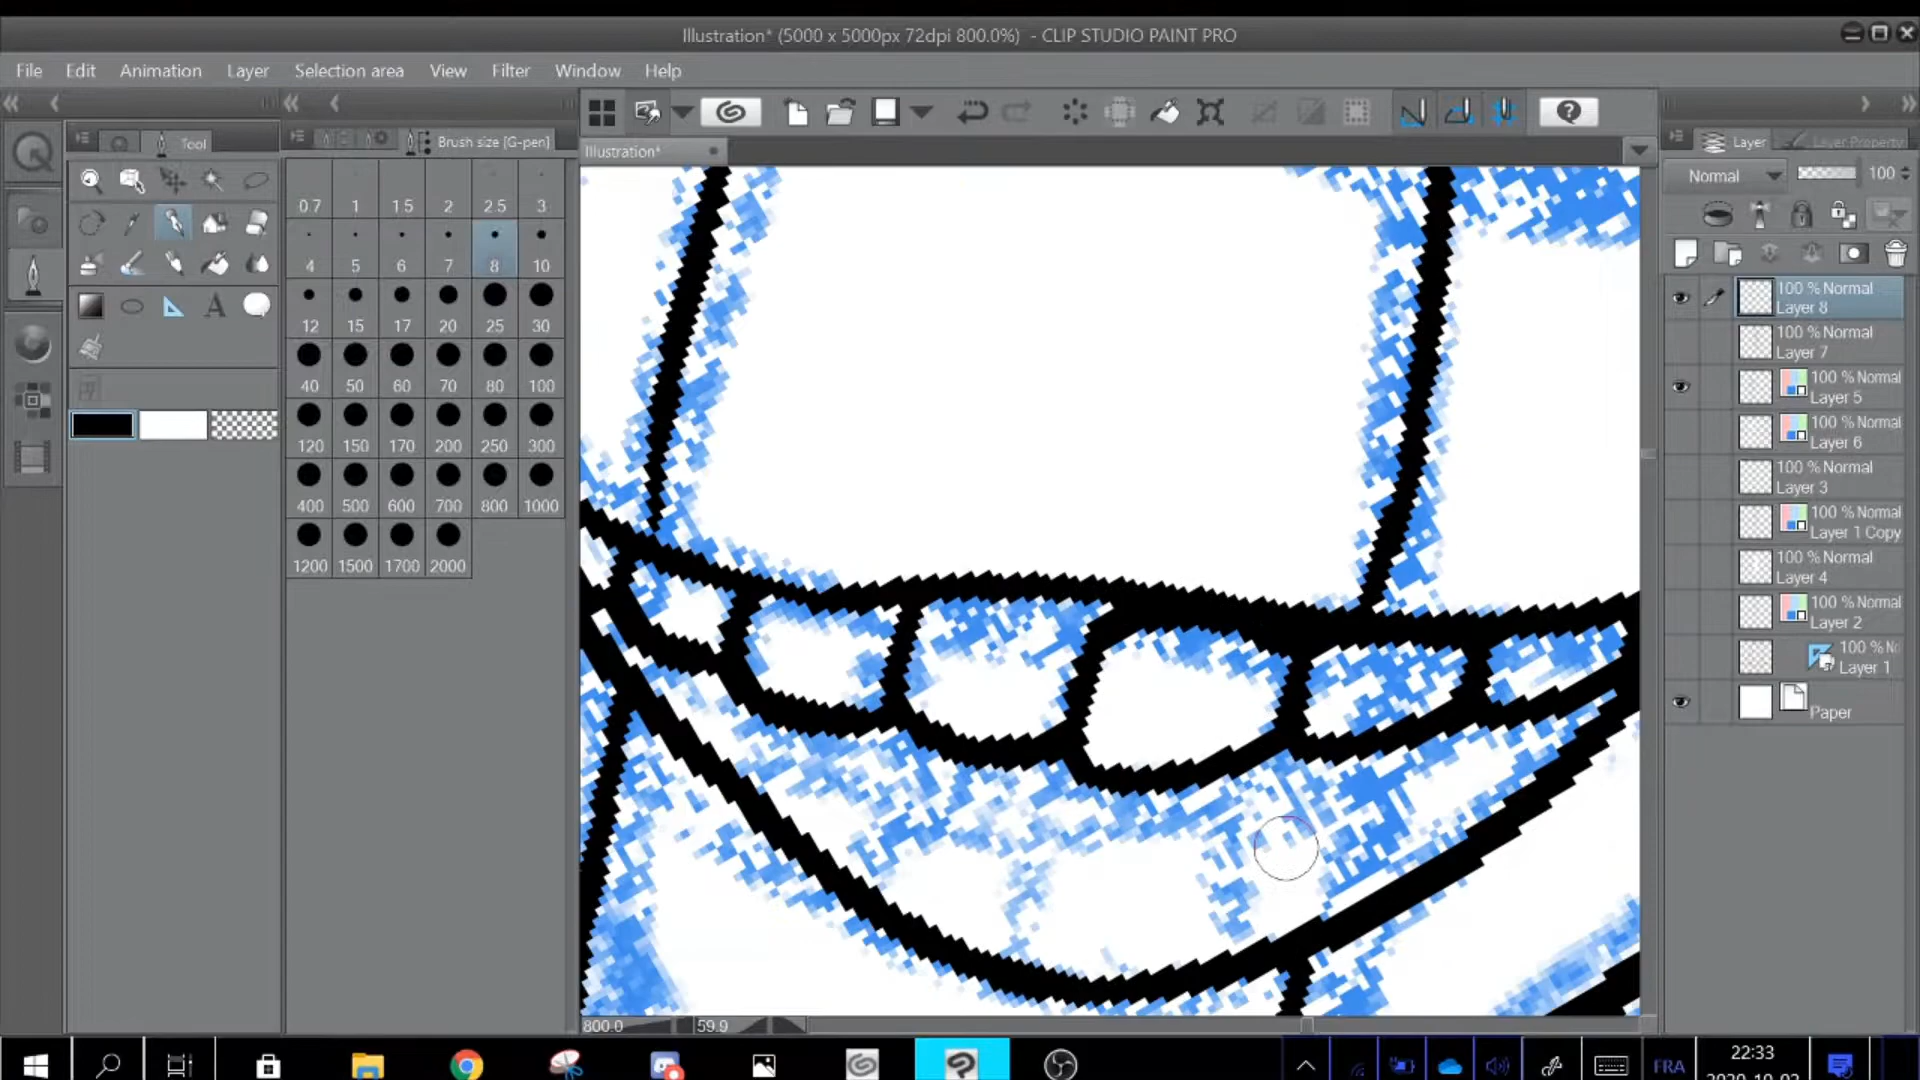 Illustration* (5000 x 5000px 72dpi 800.0%) - CLIP STUDIO PAINT PRO
File Edit Animation Layer Selection area View Filter Window Help
Tool
Brush size [G-pen]
Illustration*
Layer
Layer Property
Normal 100
0.7 1 1.5 2 2.5 3
4 5 6 7 8 10
12 15 17 20 25 30
40 50 60 70 80 100
120 150 170 200 250 300
400 500 600 700 800 1000
1200 1500 1700 2000
100 % Normal
Layer 8
100 % Normal
Layer 7
100 % Normal
Layer 5
100 % Normal
Layer 6
100 % Normal
Layer 3
100 % Normal
Layer 1 Copy
100 % Normal
Layer 4
100 % Normal
Layer 2
100 % No
Layer 1
Paper
800.0 59.9
FRA
22:33